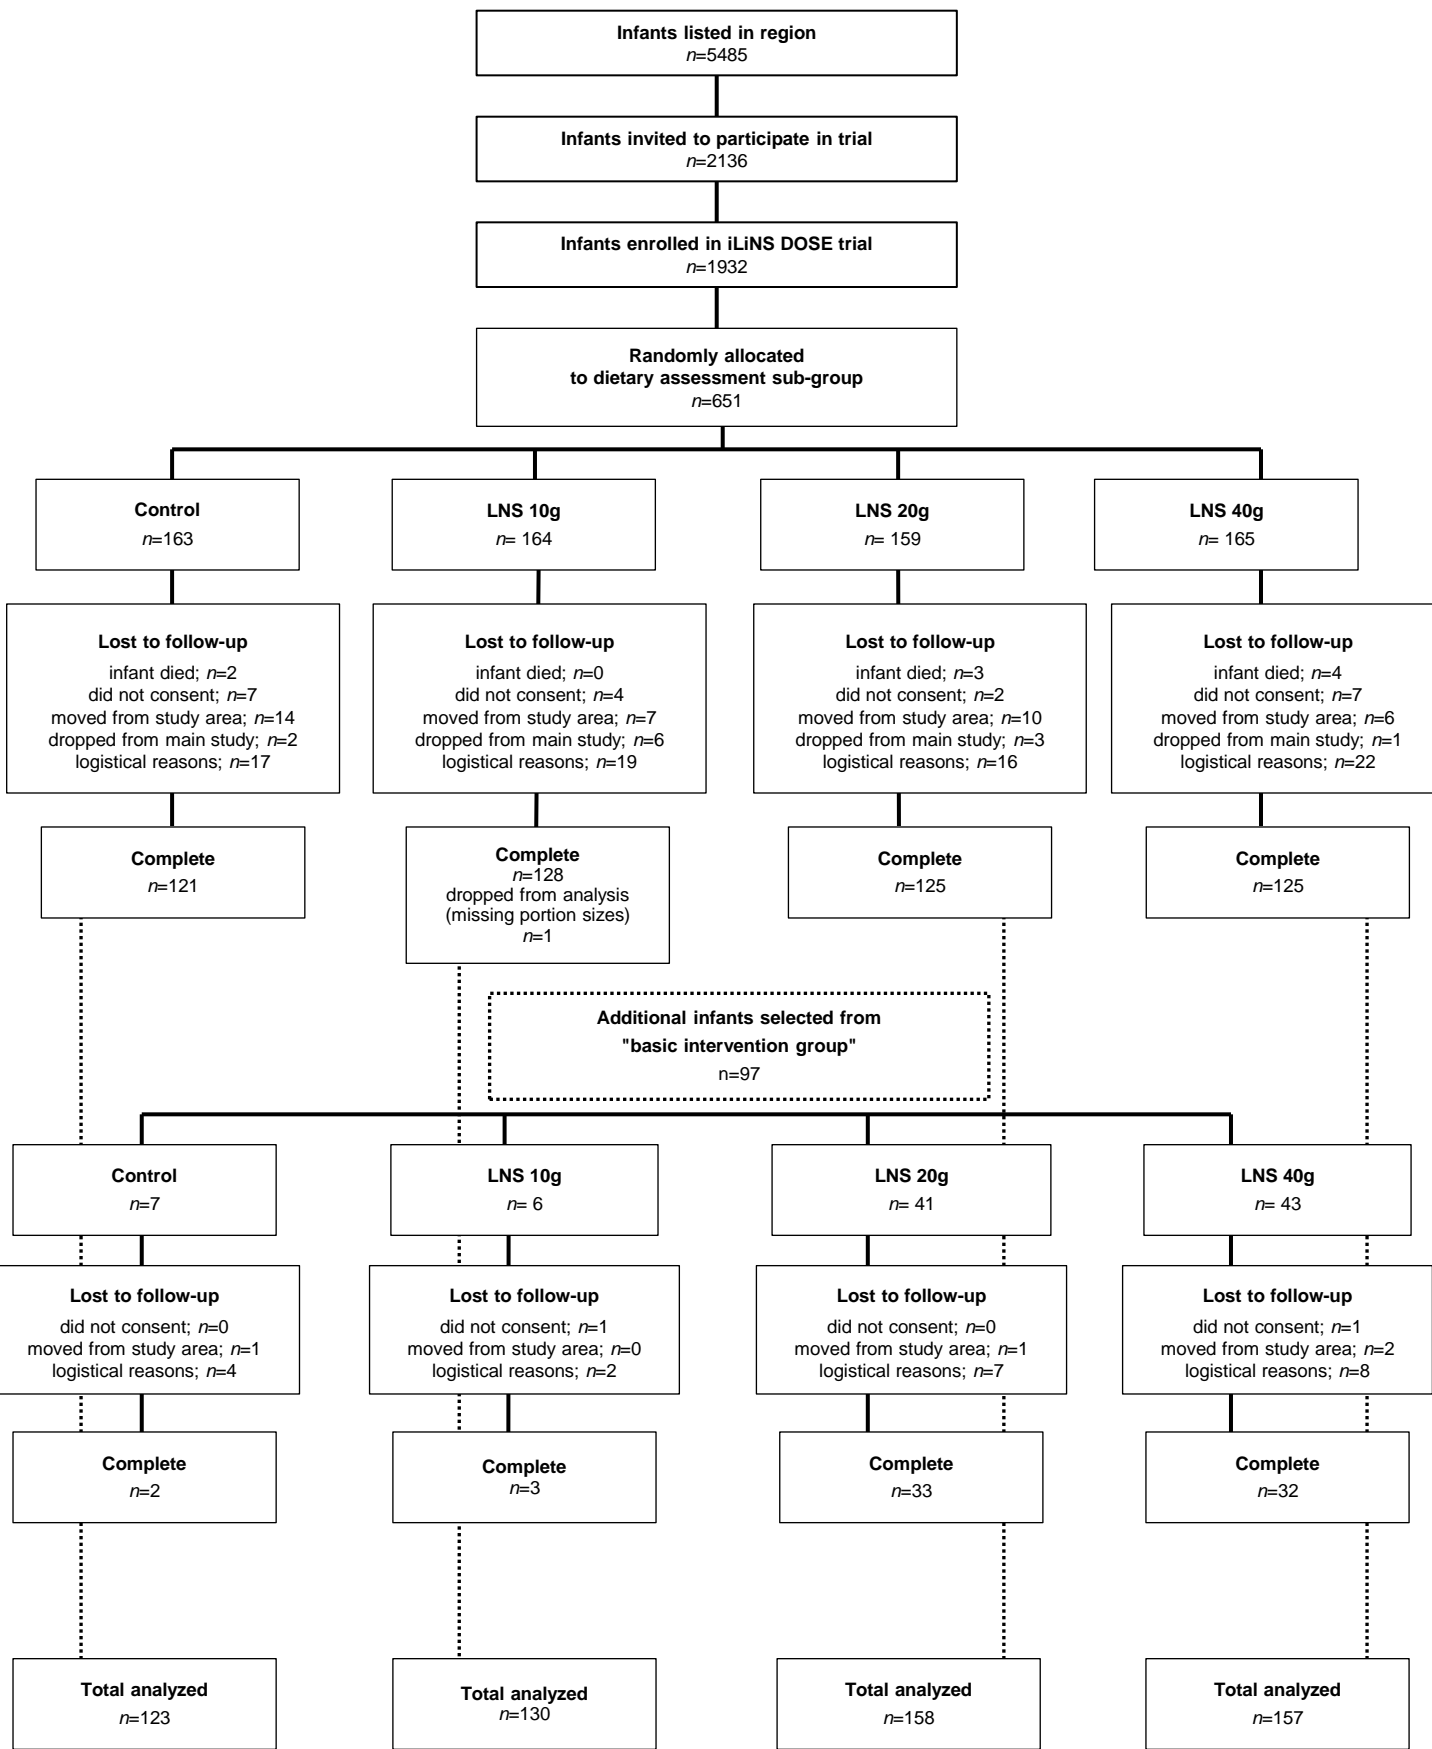 Infants listed in region
n=5485
Infants invited to participate in trial
n=2136
Infants enrolled in iLiNS DOSE trial
n=1932
Randomly allocated
to dietary assessment sub-group
n=651
Control
n=163
LNS 10g
n= 164
LNS 20g
n= 159
LNS 40g
n= 165
Lost to follow-up
infant died; n=2
did not consent; n=7
moved from study area; n=14
dropped from main study; n=2
logistical reasons; n=17
Lost to follow-up
infant died; n=0
did not consent; n=4
moved from study area; n=7
dropped from main study; n=6
logistical reasons; n=19
Lost to follow-up
infant died; n=3
did not consent; n=2
moved from study area; n=10
dropped from main study; n=3
logistical reasons; n=16
Lost to follow-up
infant died; n=4
did not consent; n=7
moved from study area; n=6
dropped from main study; n=1
logistical reasons; n=22
Complete
n=121
Complete
n=128
dropped from analysis
(missing portion sizes)
n=1
Complete
n=125
Complete
n=125
Additional infants selected from
"basic intervention group"
n=97
Control
n=7
LNS 10g
n= 6
LNS 20g
n= 41
LNS 40g
n= 43
Lost to follow-up
did not consent; n=0
moved from study area; n=1
logistical reasons; n=4
Lost to follow-up
did not consent; n=1
moved from study area; n=0
logistical reasons; n=2
Lost to follow-up
did not consent; n=0
moved from study area; n=1
logistical reasons; n=7
Lost to follow-up
did not consent; n=1
moved from study area; n=2
logistical reasons; n=8
Complete
n=2
Complete
n=3
Complete
n=33
Complete
n=32
Total analyzed
n=123
Total analyzed
n=130
Total analyzed
n=158
Total analyzed
n=157